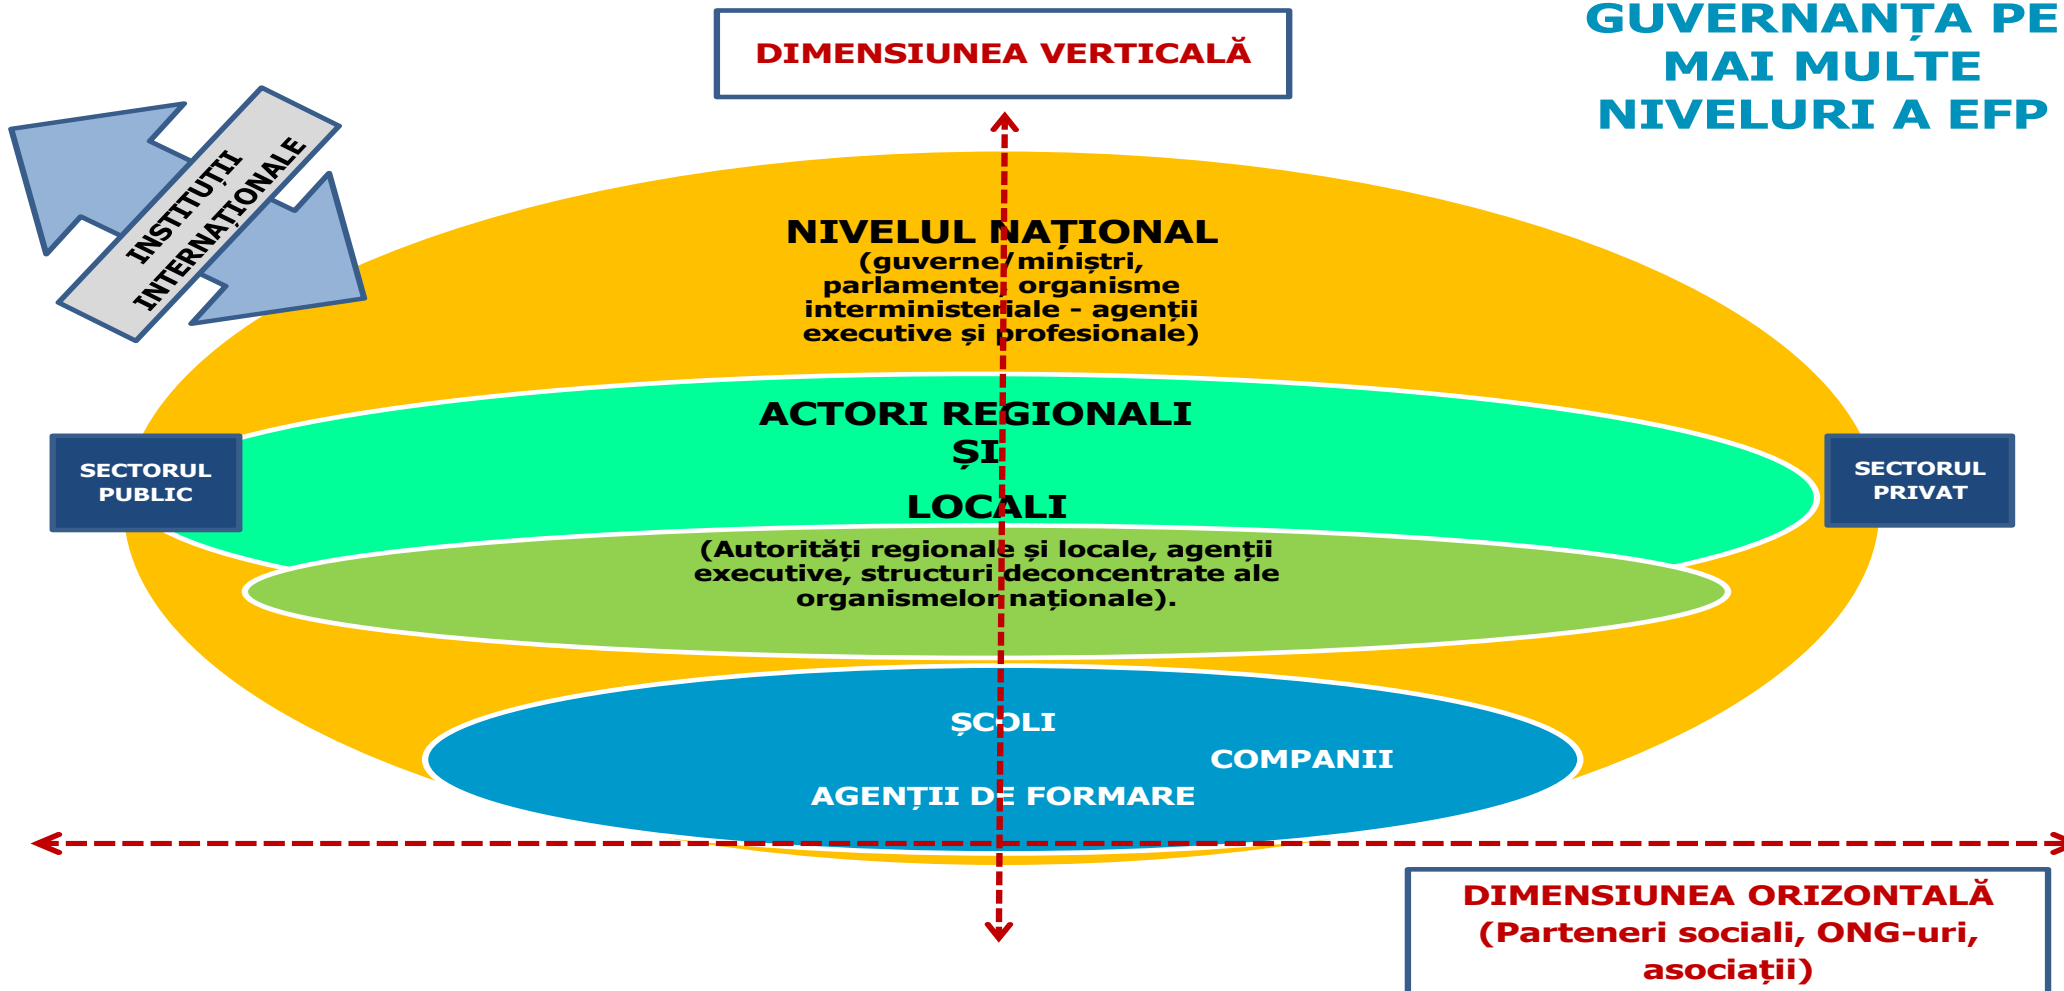 GUVERNANȚA PE
MAI MULTE
NIVELURI A EFP
DIMENSIUNEA VERTICALĂ
INSTITUȚII
INTERNAȚIONALE
NIVELUL NAȚIONAL
(guverne/miniștri,
parlamente, organisme
interministeriale - agenții
executive și profesionale)
ACTORI REGIONALI
ȘI
LOCALI
SECTORUL
PUBLIC
SECTORUL
PRIVAT
(Autorități regionale și locale, agenții
executive, structuri deconcentrate ale
organismelor naționale).
ȘCOLI
COMPANII
AGENȚII DE FORMARE
DIMENSIUNEA ORIZONTALĂ
(Parteneri sociali, ONG-uri,
asociații)